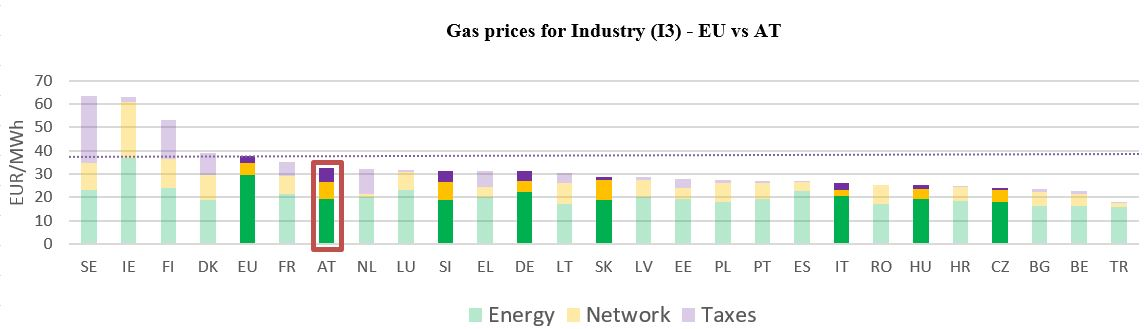 Gas prices for Industry (I3) - EU vs AT
EUR/MWh
70
60
50
40
30
20
10
0
SE IE FI DK EU FR AT NL LU SI EL DE LT SK LV EE PL PT ES IT RO HU HR CZ BG BE TR
Energy Network Taxes